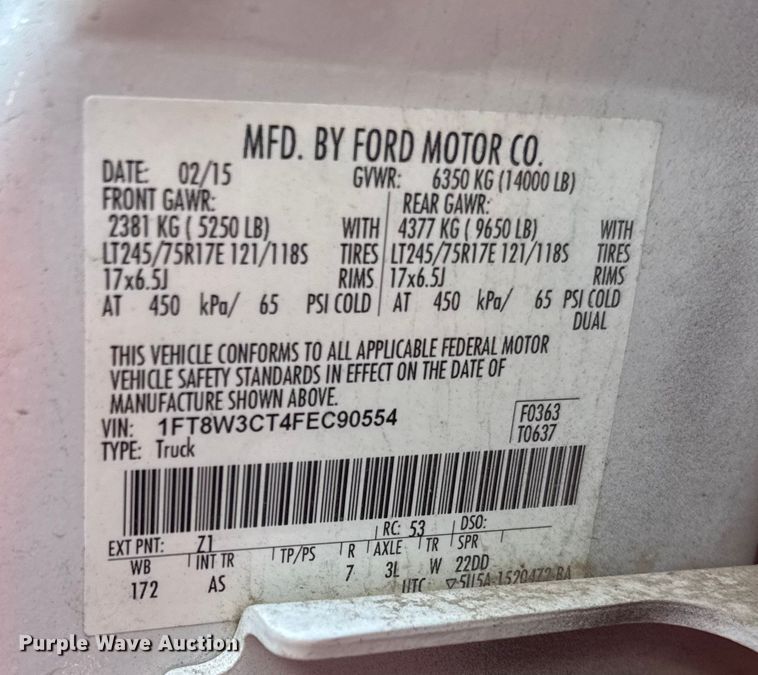 MFD. BY FORD MOTOR CO.
DATE: 02/15 GVWR: 6350 KG (14000 LB)
FRONT GAWR: REAR GAWR:
2381 KG ( 5250 LB) WITH 4377 KG ( 9650 LB) WITH
LT245/75R17E 121/118S TIRES LT245/75R17E 121/118S TIRES
17x6.5J RIMS 17x6.5J RIMS
AT 450 kPa/ 65 PSI COLD AT 450 kPa/ 65 PSI COLD
DUAL
THIS VEHICLE CONFORMS TO ALL APPLICABLE FEDERAL MOTOR
VEHICLE SAFETY STANDARDS IN EFFECT ON THE DATE OF
MANUFACTURE SHOWN ABOVE.
VIN: 1FT8W3CT4FEC90554 F0363
TYPE: Truck T0637
EXT PNT: Z1 RC: 53 DSO:
WB INT TR TP/PS R AXLE TR SPR
172 AS 7 3L W 22DD
UTC
Purple Wave Auction